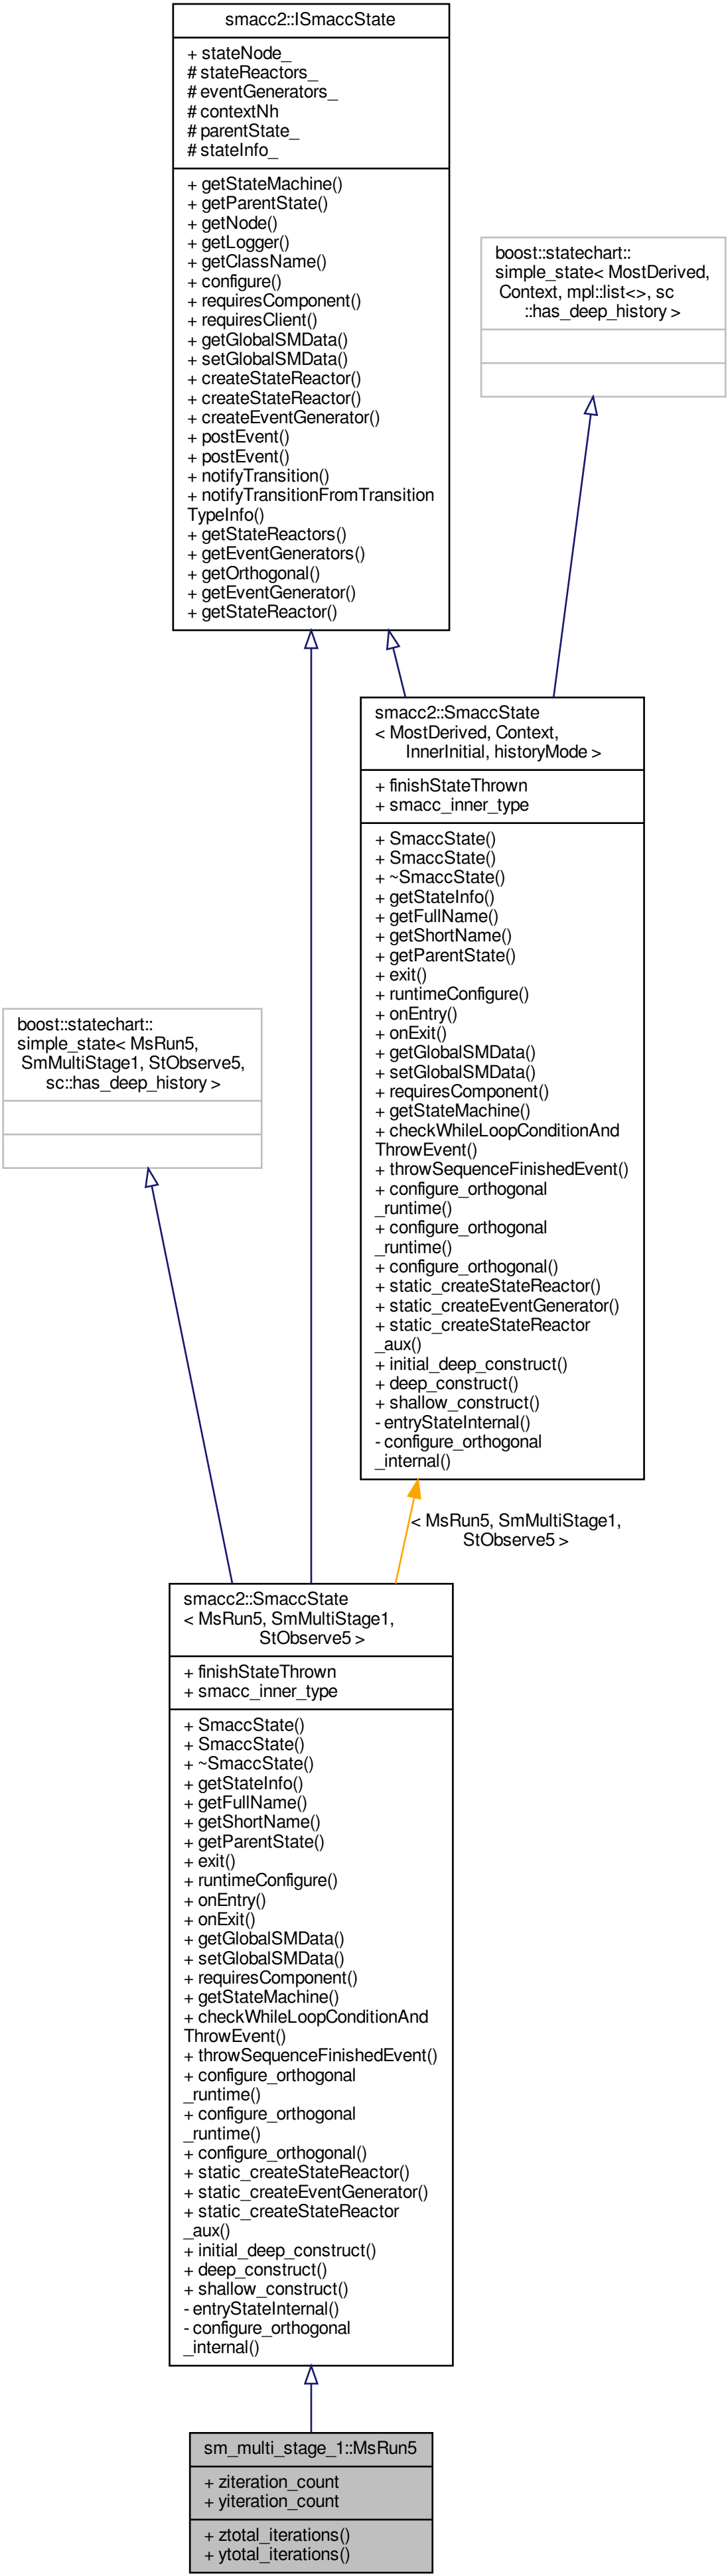 smacc2::ISmaccState
+ stateNode_
# stateReactors_
# eventGenerators_
# contextNh
# parentState_
# stateInfo_
+ getStateMachine()
+ getParentState()
+ getNode()
+ getLogger()
+ getClassName()
+ configure()
+ requiresComponent()
+ requiresClient()
+ getGlobalSMData()
+ setGlobalSMData()
+ createStateReactor()
+ createStateReactor()
+ createEventGenerator()
+ postEvent()
+ postEvent()
+ notifyTransition()
+ notifyTransitionFromTransition
TypeInfo()
+ getStateReactors()
+ getEventGenerators()
+ getOrthogonal()
+ getEventGenerator()
+ getStateReactor()
boost::statechart::
simple_state< MostDerived,
Context, mpl::list<>, sc
::has_deep_history >
smacc2::SmaccState
< MostDerived, Context,
InnerInitial, historyMode >
+ finishStateThrown
+ smacc_inner_type
+ SmaccState()
+ SmaccState()
+ ~SmaccState()
+ getStateInfo()
+ getFullName()
+ getShortName()
+ getParentState()
+ exit()
+ runtimeConfigure()
+ onEntry()
+ onExit()
+ getGlobalSMData()
+ setGlobalSMData()
+ requiresComponent()
+ getStateMachine()
+ checkWhileLoopConditionAnd
ThrowEvent()
+ throwSequenceFinishedEvent()
+ configure_orthogonal
_runtime()
+ configure_orthogonal
_runtime()
+ configure_orthogonal()
+ static_createStateReactor()
+ static_createEventGenerator()
+ static_createStateReactor
_aux()
+ initial_deep_construct()
+ deep_construct()
+ shallow_construct()
- entryStateInternal()
- configure_orthogonal
_internal()
boost::statechart::
simple_state< MsRun5,
SmMultiStage1, StObserve5,
sc::has_deep_history >
< MsRun5, SmMultiStage1,
StObserve5 >
smacc2::SmaccState
< MsRun5, SmMultiStage1,
StObserve5 >
+ finishStateThrown
+ smacc_inner_type
+ SmaccState()
+ SmaccState()
+ ~SmaccState()
+ getStateInfo()
+ getFullName()
+ getShortName()
+ getParentState()
+ exit()
+ runtimeConfigure()
+ onEntry()
+ onExit()
+ getGlobalSMData()
+ setGlobalSMData()
+ requiresComponent()
+ getStateMachine()
+ checkWhileLoopConditionAnd
ThrowEvent()
+ throwSequenceFinishedEvent()
+ configure_orthogonal
_runtime()
+ configure_orthogonal
_runtime()
+ configure_orthogonal()
+ static_createStateReactor()
+ static_createEventGenerator()
+ static_createStateReactor
_aux()
+ initial_deep_construct()
+ deep_construct()
+ shallow_construct()
- entryStateInternal()
- configure_orthogonal
_internal()
sm_multi_stage_1::MsRun5
+ ziteration_count
+ yiteration_count
+ ztotal_iterations()
+ ytotal_iterations()